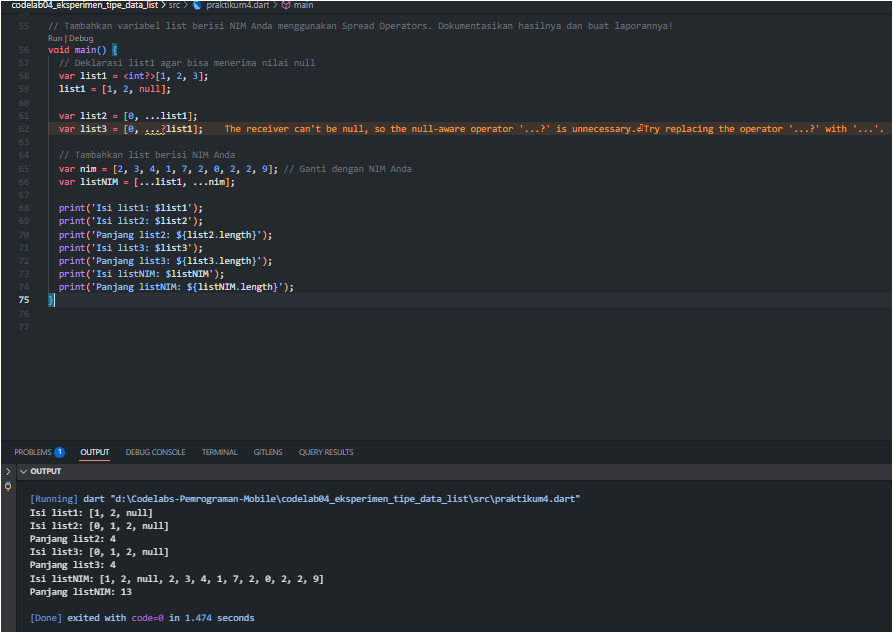 codelab04_eksperimen_tipe_data_list > src > praktikum4.dart > main
55 // Tambahkan variabel list berisi NIM Anda menggunakan Spread Operators. Dokumentasikan hasilnya dan buat laporannya!
Run | Debug
56 void main() {
57 // Deklarasi list1 agar bisa menerima nilai null
58 var list1 = <int?>[1, 2, 3];
59 list1 = [1, 2, null];
60
61 var list2 = [0, ...list1];
62 var list3 = [0, ...?list1]; The receiver can't be null, so the null-aware operator '...?' is unnecessary.⏎Try replacing the operator '...?' with '...'.
63
64 // Tambahkan list berisi NIM Anda
65 var nim = [2, 3, 4, 1, 7, 2, 0, 2, 2, 9]; // Ganti dengan NIM Anda
66 var listNIM = [...list1, ...nim];
67
68 print('Isi list1: $list1');
69 print('Isi list2: $list2');
70 print('Panjang list2: ${list2.length}');
71 print('Isi list3: $list3');
72 print('Panjang list3: ${list3.length}');
73 print('Isi listNIM: $listNIM');
74 print('Panjang listNIM: ${listNIM.length}');
75 }
76
77
PROBLEMS 1 OUTPUT DEBUG CONSOLE TERMINAL GITLENS QUERY RESULTS
OUTPUT
[Running] dart "d:\Codelabs-Pemrograman-Mobile\codelab04_eksperimen_tipe_data_list\src\praktikum4.dart"
Isi list1: [1, 2, null]
Isi list2: [0, 1, 2, null]
Panjang list2: 4
Isi list3: [0, 1, 2, null]
Panjang list3: 4
Isi listNIM: [1, 2, null, 2, 3, 4, 1, 7, 2, 0, 2, 2, 9]
Panjang listNIM: 13
[Done] exited with code=0 in 1.474 seconds